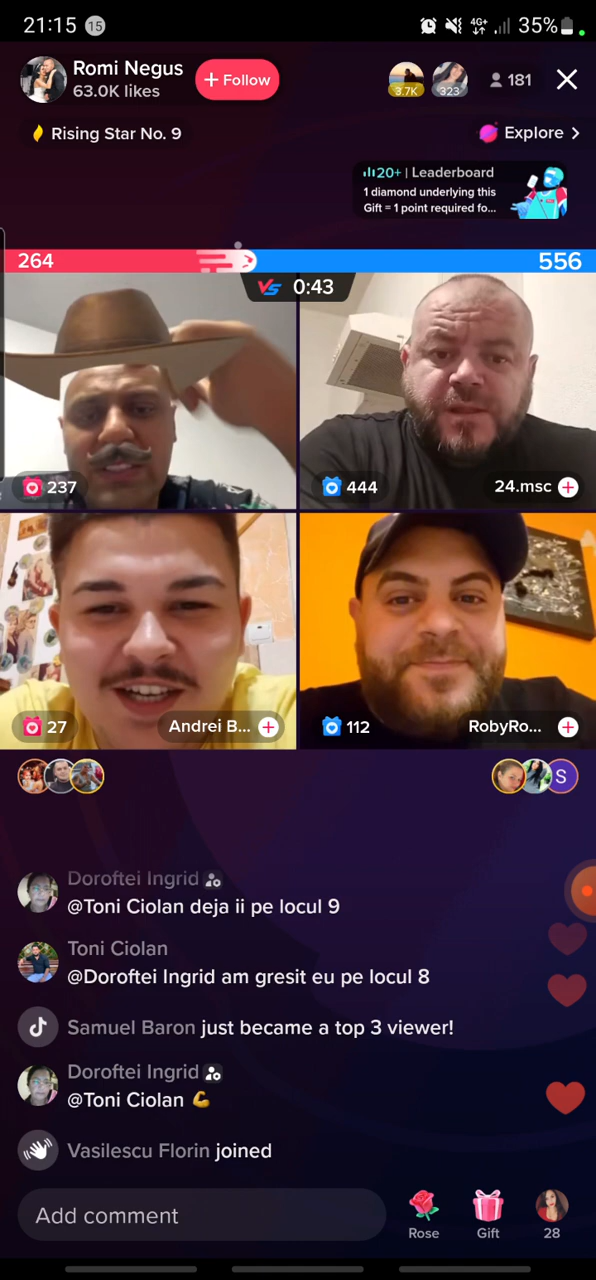 21:15 15 4G+ 35%
Romi Negus
63.0K likes
+ Follow
3.7K 323 181
Rising Star No. 9
Explore >
20+ | Leaderboard
1 diamond underlying this
Gift = 1 point required fo...
264 556
VS 0:43
237
444 24.msc +
27 Andrei B... +
112 RobyRo... +
S
Doroftei Ingrid
@Toni Ciolan deja ii pe locul 9
Toni Ciolan
@Doroftei Ingrid am gresit eu pe locul 8
Samuel Baron just became a top 3 viewer!
Doroftei Ingrid
@Toni Ciolan 💪
Vasilescu Florin joined
Add comment
Rose Gift 28